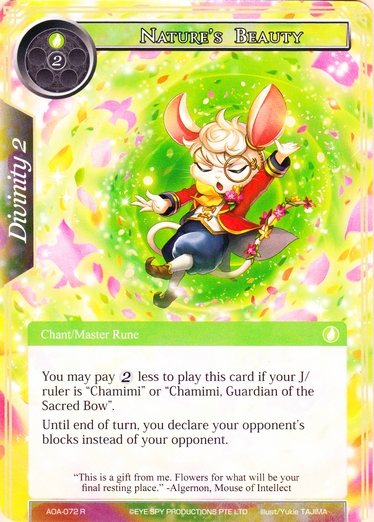 Nature's Beauty
2
Divinity 2
Chant/Master Rune
You may pay 2 less to play this card if your J/
ruler is "Chamimi" or "Chamimi, Guardian of the
Sacred Bow".
Until end of turn, you declare your opponent's
blocks instead of your opponent.
"This is a gift from me. Flowers for what will be your
final resting place." -Algernon, Mouse of Intellect
AOA-072 R ©EYE SPY PRODUCTIONS PTE LTD Illust/Yukie TAJIMA